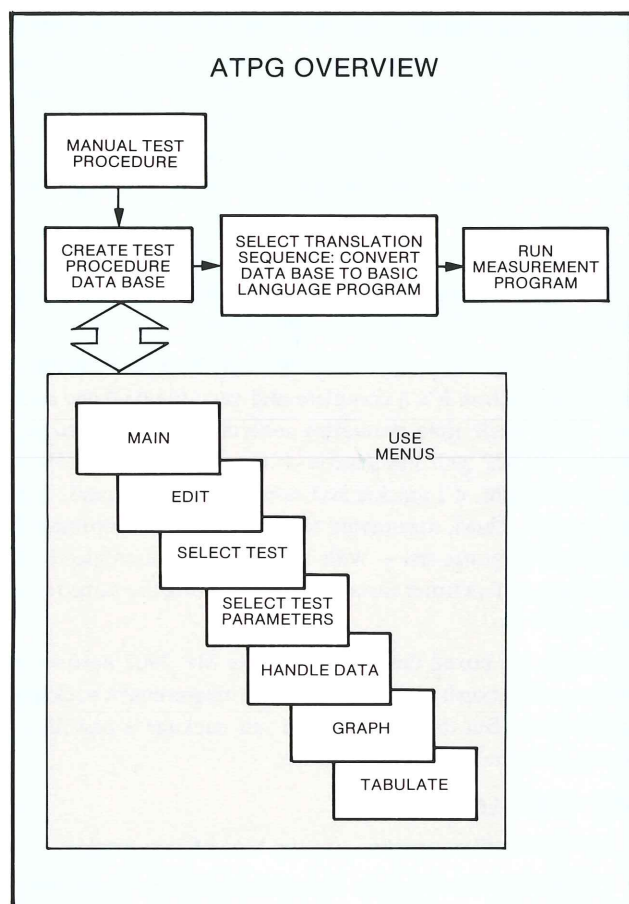 ATPG OVERVIEW
MANUAL TEST
PROCEDURE
CREATE TEST
PROCEDURE
DATA BASE
SELECT TRANSLATION
SEQUENCE: CONVERT
DATA BASE TO BASIC
LANGUAGE PROGRAM
RUN
MEASUREMENT
PROGRAM
USE
MENUS
MAIN
EDIT
SELECT TEST
SELECT TEST
PARAMETERS
HANDLE DATA
GRAPH
TABULATE